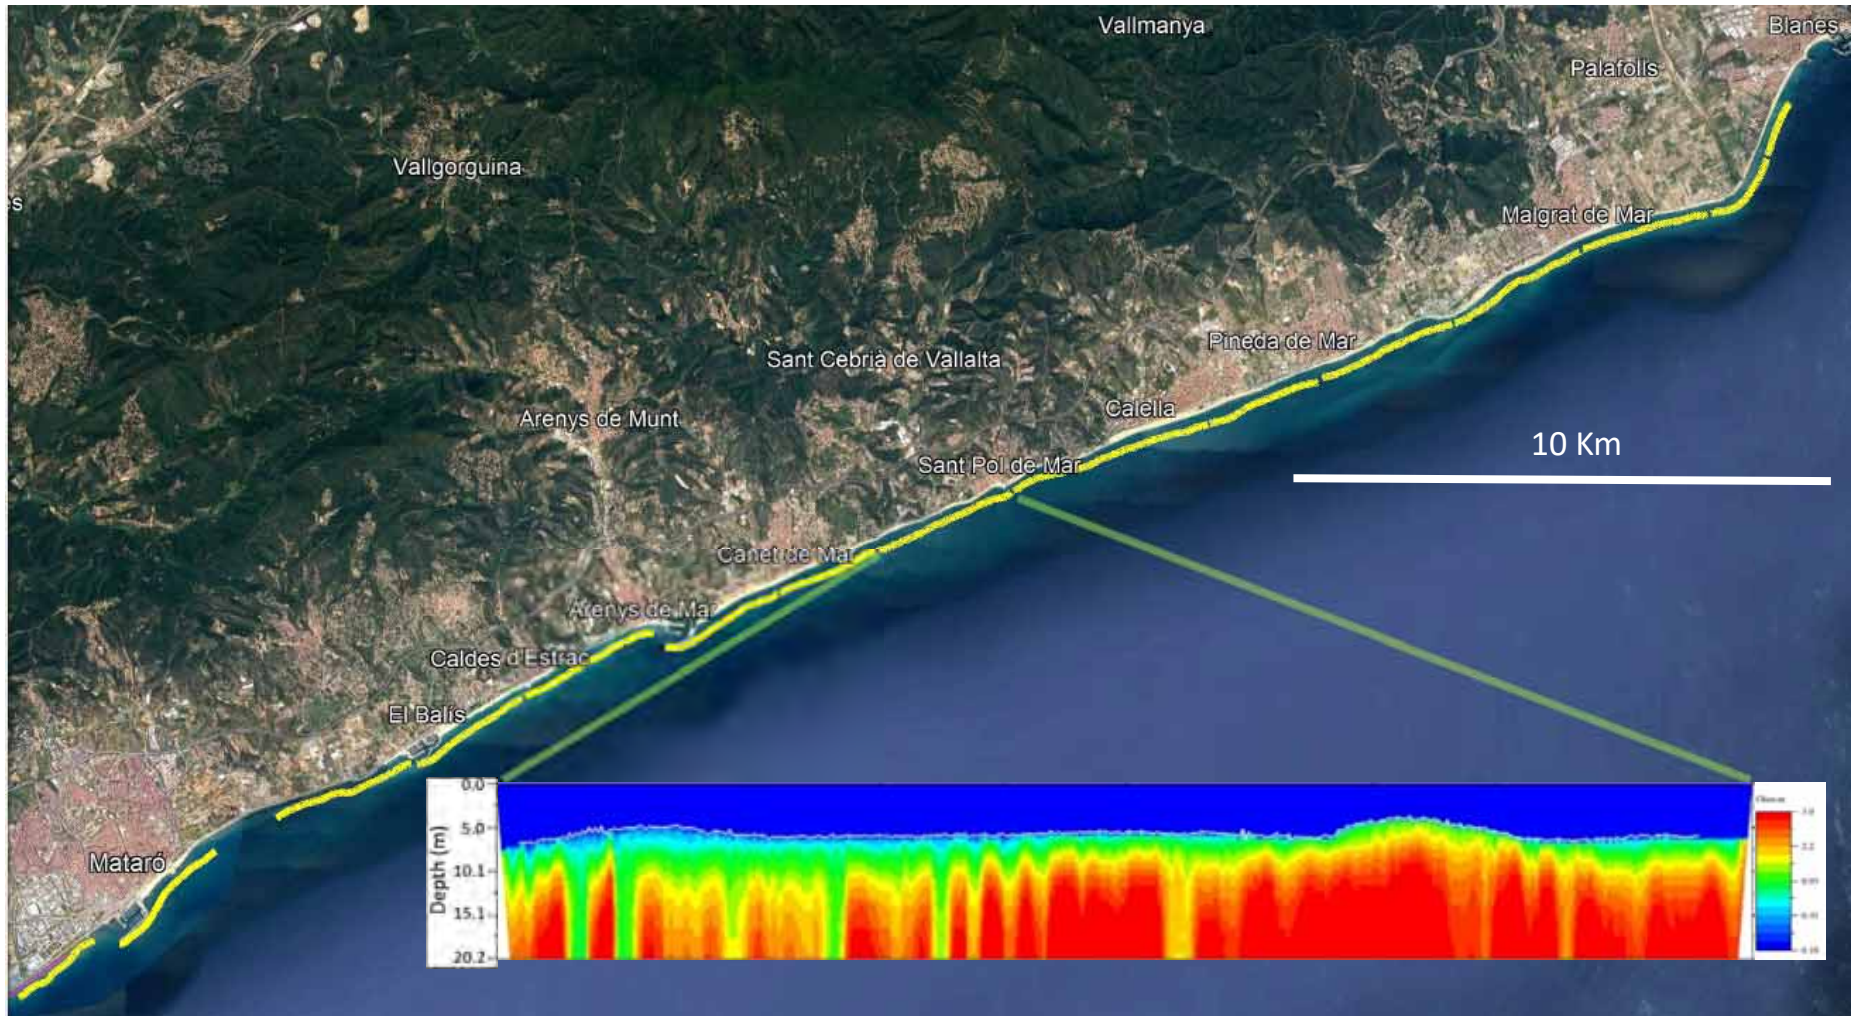 Vallmanya
Blanes
Palafolls
Vallgorguina
es
Malgrat de Mar
Pineda de Mar
Sant Cebrià de Vallalta
Calella
Arenys de Munt
10 Km
Sant Pol de Mar
Canet de Mar
Arenys de Mar
Caldes d'Estrac
El Balís
Mataró
Depth (m)
0.0
5.0
10.1
15.1
20.2